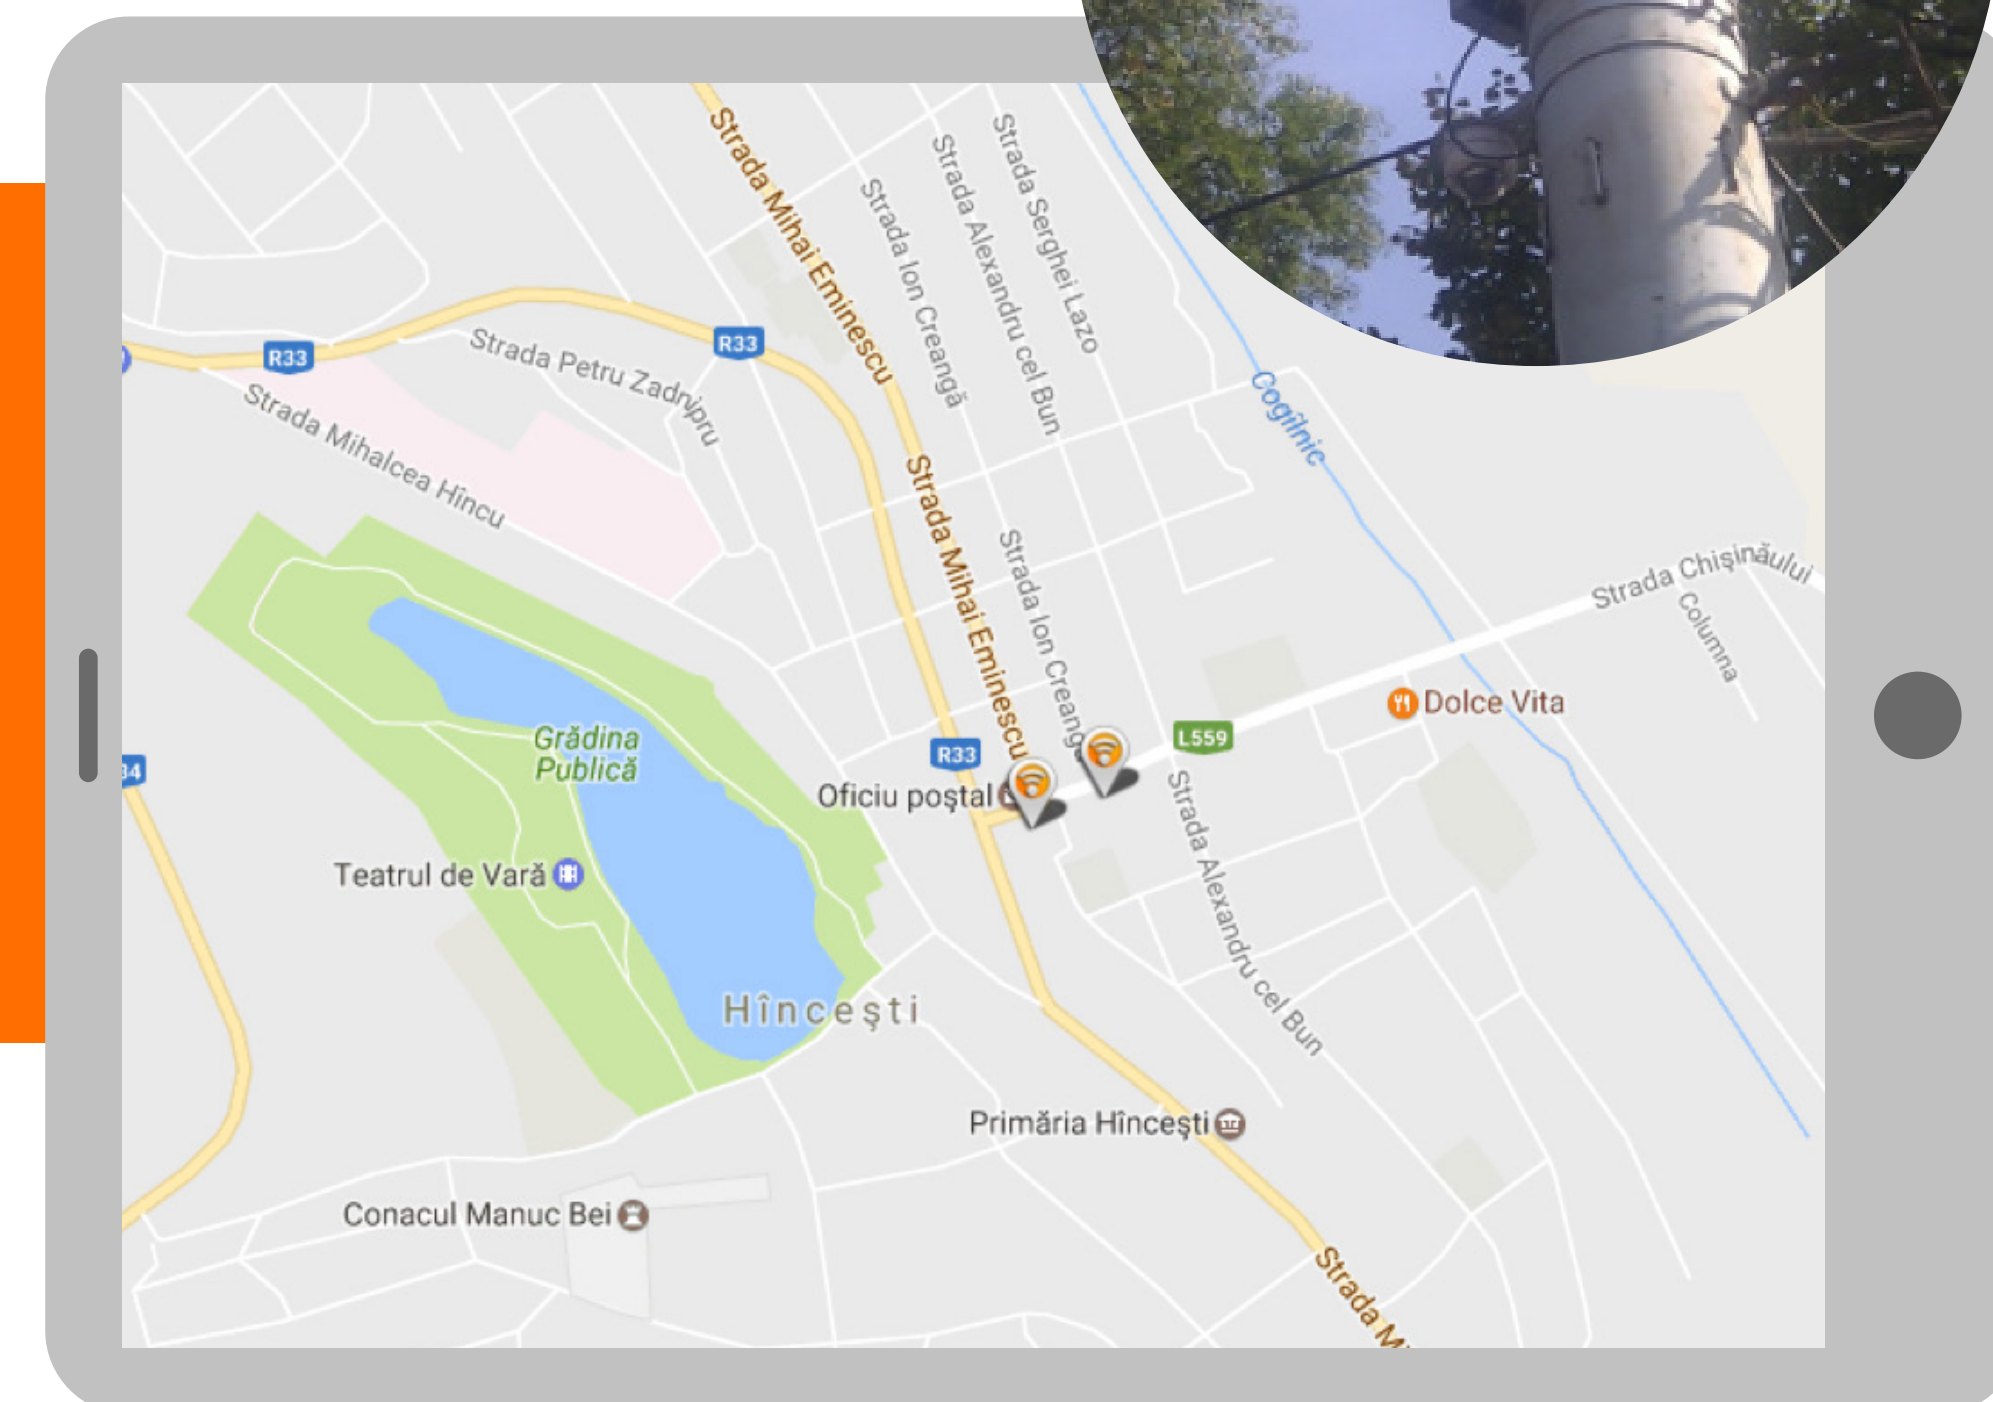 Strada Mihai Eminescu
Strada Serghei Lazo
Strada Alexandru cel Bun
Strada Ion Creangă
R33
R33
Strada Petru Zadnipru
Strada Mihalcea Hîncu
Cogîlnic
Strada Mihai Eminescu
Strada Ion Creangă
Strada Chișinăului
Columna
Dolce Vita
L559
R33
Oficiu poștal
Grădina
Publică
Teatrul de Vară
Strada Alexandru cel Bun
Hîncești
Primăria Hîncești
Conacul Manuc Bei
Strada M